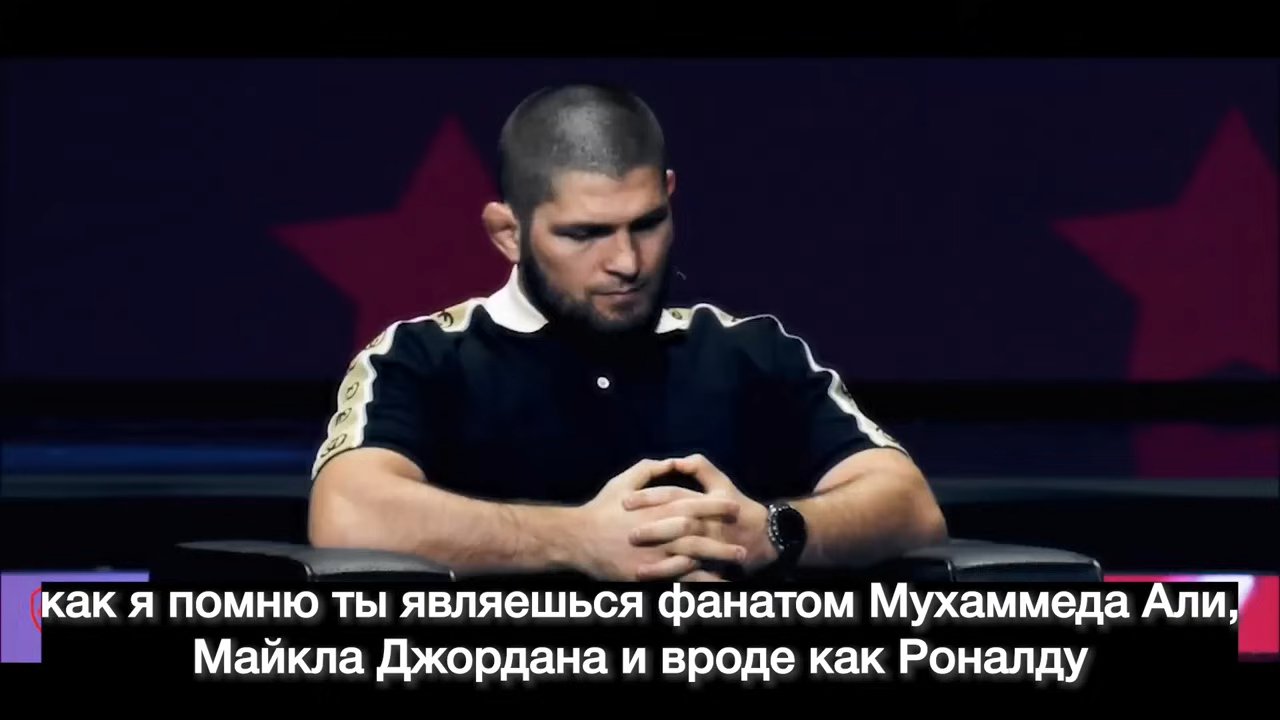 как я помню ты являешься фанатом Мухаммеда Али,
Майкла Джордана и вроде как Роналду